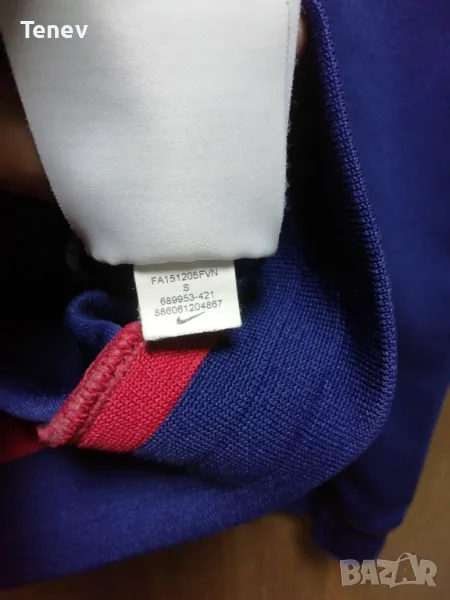 Tenev
FA151205FVN
S
689953-421
886061204867
BAZAR